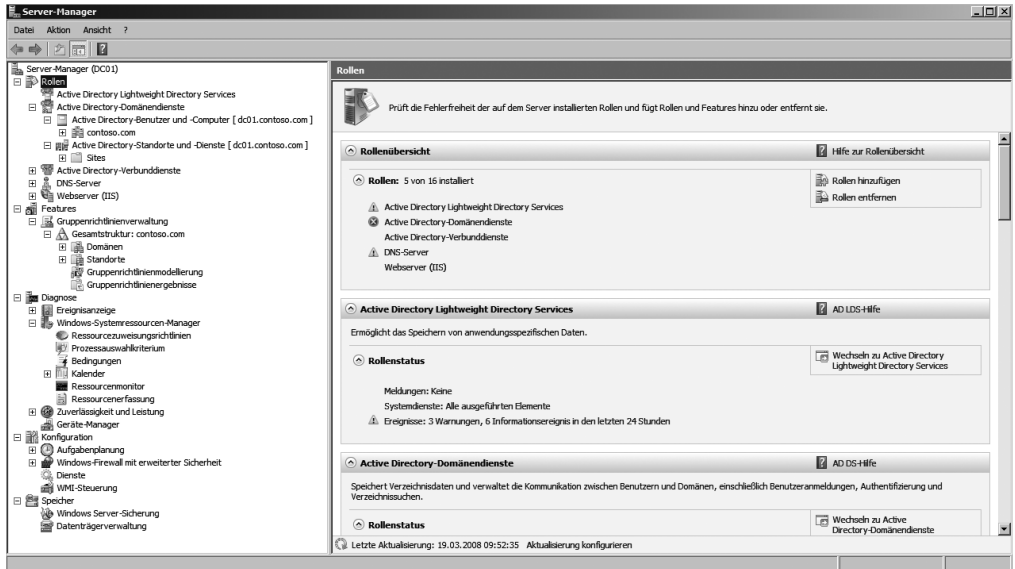 Server-Manager
Datei Aktion Ansicht ?
Server-Manager (DC01)
Rollen
Active Directory Lightweight Directory Services
Active Directory-Domänendienste
Active Directory-Benutzer und -Computer [ dc01.contoso.com ]
contoso.com
Active Directory-Standorte und -Dienste [ dc01.contoso.com ]
Sites
Active Directory-Verbunddienste
DNS-Server
Webserver (IIS)
Features
Gruppenrichtlinienverwaltung
Gesamtstruktur: contoso.com
Domänen
Standorte
Gruppenrichtlinienmodellierung
Gruppenrichtlinienergebnisse
Diagnose
Ereignisanzeige
Windows-Systemressourcen-Manager
Ressourcezuweisungsrichtlinien
Prozessauswahlkriterium
Bedingungen
Kalender
Ressourcenmonitor
Ressourcenerfassung
Zuverlässigkeit und Leistung
Geräte-Manager
Konfiguration
Aufgabenplanung
Windows-Firewall mit erweiterter Sicherheit
Dienste
WMI-Steuerung
Speicher
Windows Server-Sicherung
Datenträgerverwaltung
Rollen
Prüft die Fehlerfreiheit der auf dem Server installierten Rollen und fügt Rollen und Features hinzu oder entfernt sie.
Rollenübersicht
Hilfe zur Rollenübersicht
Rollen: 5 von 16 installiert
Rollen hinzufügen
Rollen entfernen
Active Directory Lightweight Directory Services
Active Directory-Domänendienste
Active Directory-Verbunddienste
DNS-Server
Webserver (IIS)
Active Directory Lightweight Directory Services
AD LDS-Hilfe
Ermöglicht das Speichern von anwendungsspezifischen Daten.
Rollenstatus
Wechseln zu Active Directory
Lightweight Directory Services
Meldungen: Keine
Systemdienste: Alle ausgeführten Elemente
Ereignisse: 3 Warnungen, 6 Informationsereignis in den letzten 24 Stunden
Active Directory-Domänendienste
AD DS-Hilfe
Speichert Verzeichnisdaten und verwaltet die Kommunikation zwischen Benutzern und Domänen, einschließlich Benutzeranmeldungen, Authentifizierung und
Verzeichnissuchen.
Rollenstatus
Wechseln zu Active
Directory-Domänendienste
Letzte Aktualisierung: 19.03.2008 09:52:35 Aktualisierung konfigurieren